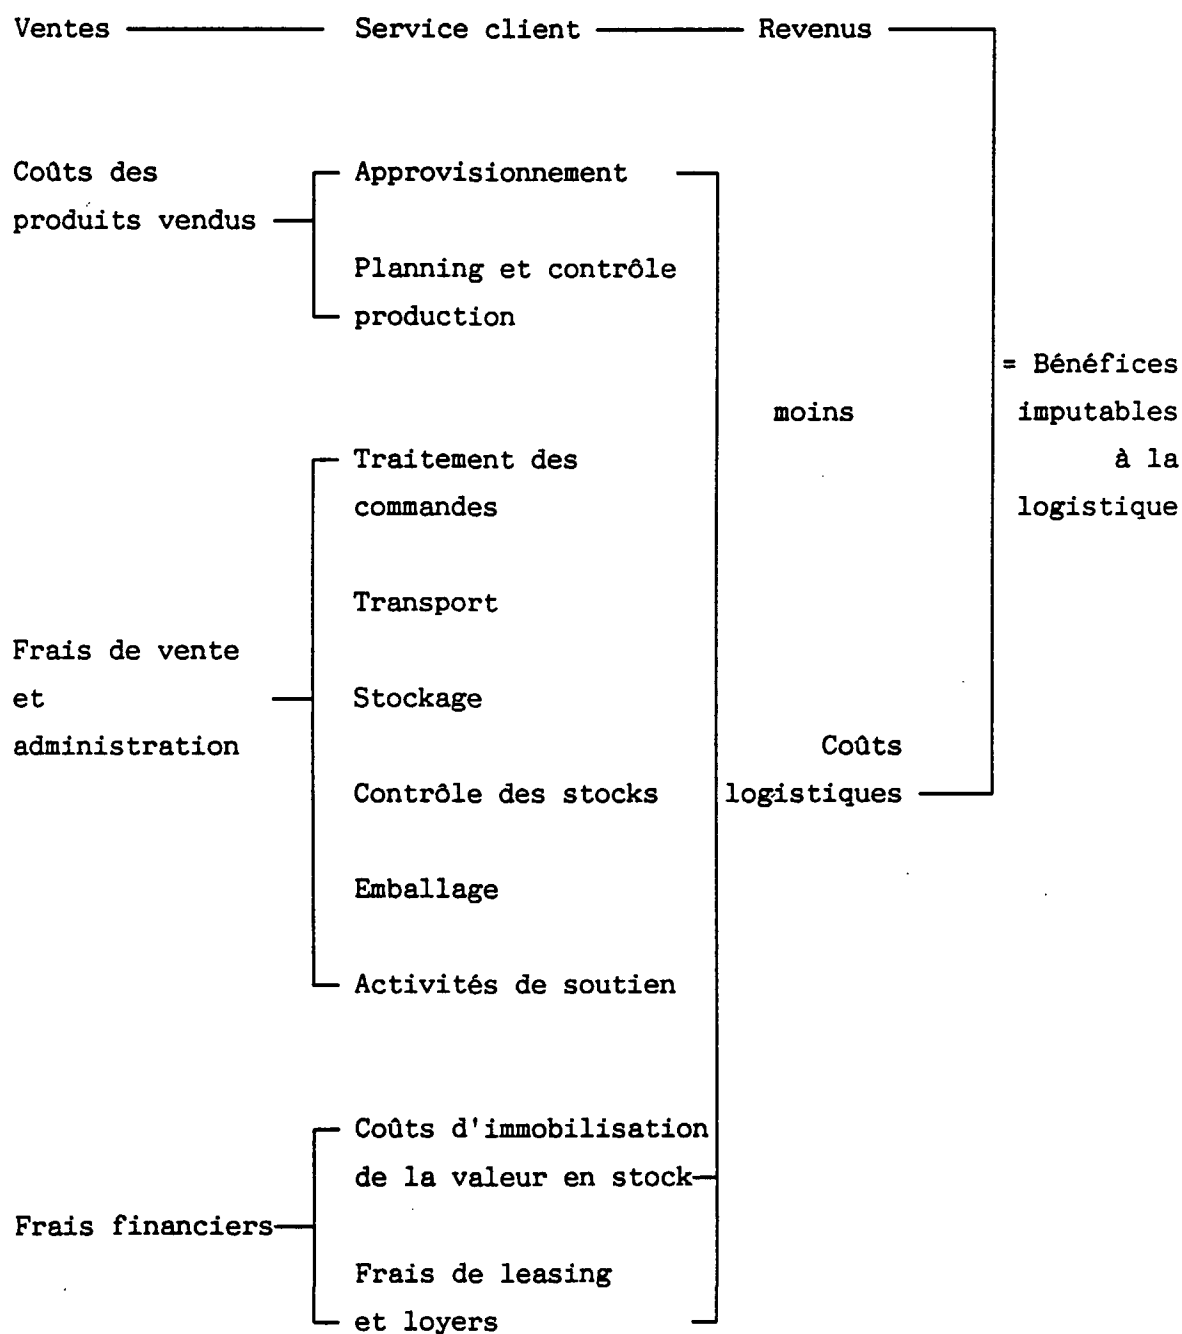 Ventes Service client Revenus
Coûts des
produits vendus
Approvisionnement
Planning et contrôle
production
= Bénéfices
imputables
à la
logistique
moins
Traitement des
commandes
Transport
Frais de vente
et
administration
Stockage
Contrôle des stocks
Emballage
Activités de soutien
Coûts
logistiques
Coûts d'immobilisation
de la valeur en stock
Frais financiers
Frais de leasing
et loyers